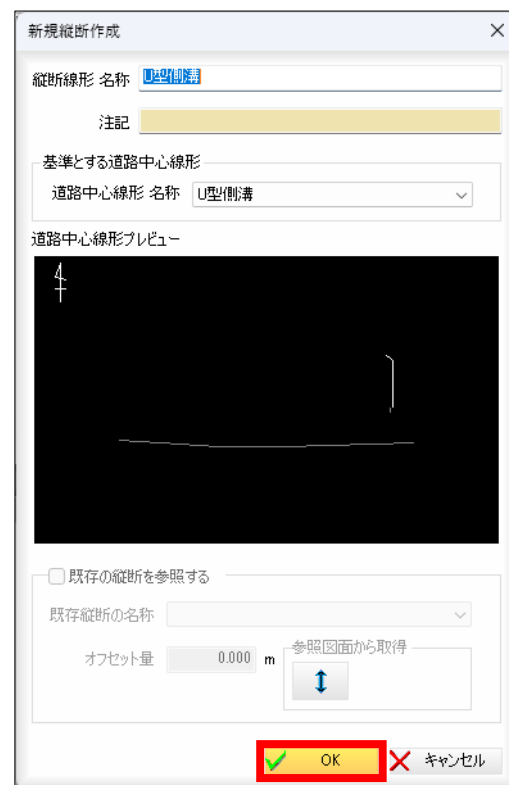 新規縦断作成
縦断線形 名称 U型側溝
注記
基準とする道路中心線形
道路中心線形 名称 U型側溝
道路中心線形プレビュー
既存の縦断を参照する
既存縦断の名称
オフセット量 0.000 m
参照図面から取得
OK キャンセル